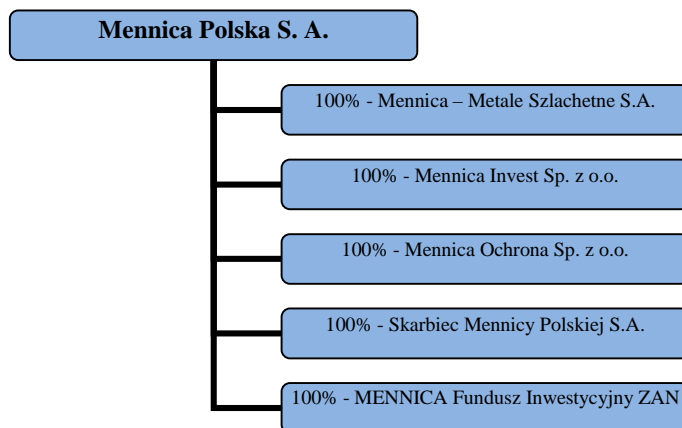 Mennica Polska S. A.
100% - Mennica – Metale Szlachetne S.A.
100% - Mennica Invest Sp. z o.o.
100% - Mennica Ochrona Sp. z o.o.
100% - Skarbiec Mennicy Polskiej S.A.
100% - MENNICA Fundusz Inwestycyjny ZAN